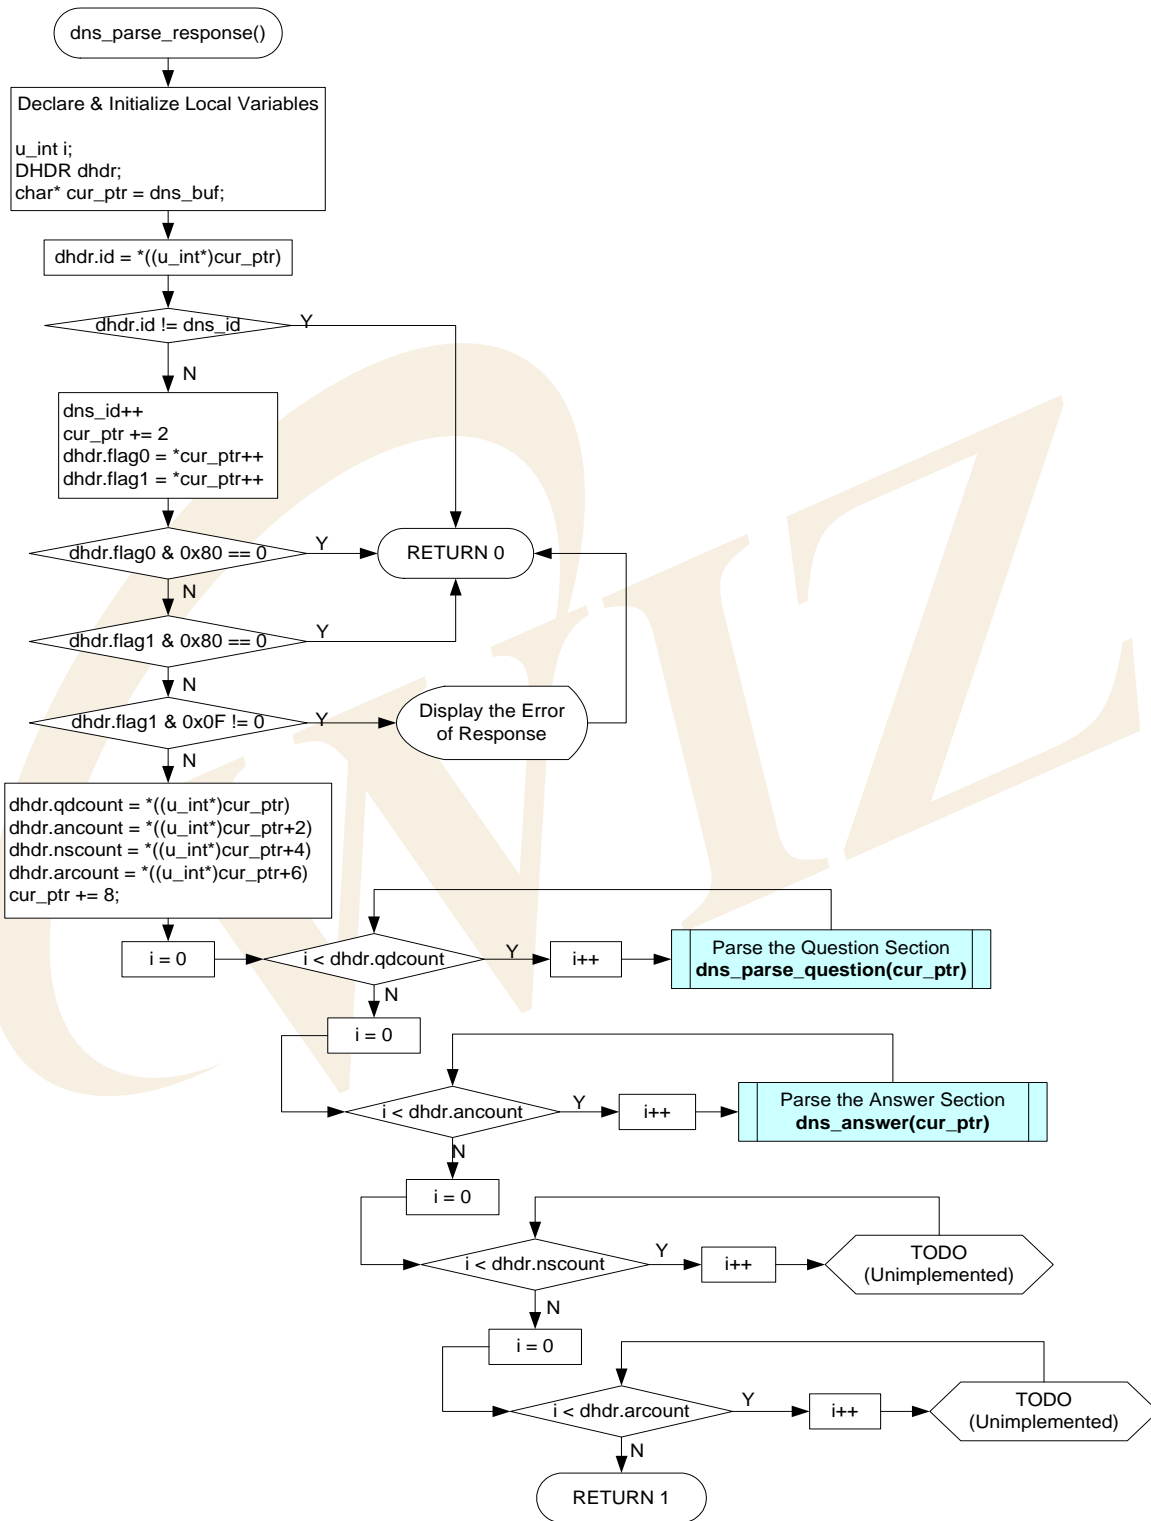 dns_parse_response()
Declare & Initialize Local Variables
u_int i;
DHDR dhdr;
char* cur_ptr = dns_buf;
dhdr.id = *((u_int*)cur_ptr)
dhdr.id != dns_id
Y
N
dns_id++
cur_ptr += 2
dhdr.flag0 = *cur_ptr++
dhdr.flag1 = *cur_ptr++
dhdr.flag0 & 0x80 == 0
Y
RETURN 0
N
dhdr.flag1 & 0x80 == 0
Y
N
dhdr.flag1 & 0x0F != 0
Y
Display the Error
of Response
N
dhdr.qdcount = *((u_int*)cur_ptr)
dhdr.ancount = *((u_int*)cur_ptr+2)
dhdr.nscount = *((u_int*)cur_ptr+4)
dhdr.arcount = *((u_int*)cur_ptr+6)
cur_ptr += 8;
i = 0
i < dhdr.qdcount
Y
i++
Parse the Question Section
dns_parse_question(cur_ptr)
N
i = 0
i < dhdr.ancount
Y
i++
Parse the Answer Section
dns_answer(cur_ptr)
N
i = 0
i < dhdr.nscount
Y
i++
TODO
(Unimplemented)
N
i = 0
i < dhdr.arcount
Y
i++
TODO
(Unimplemented)
N
RETURN 1
WIZ